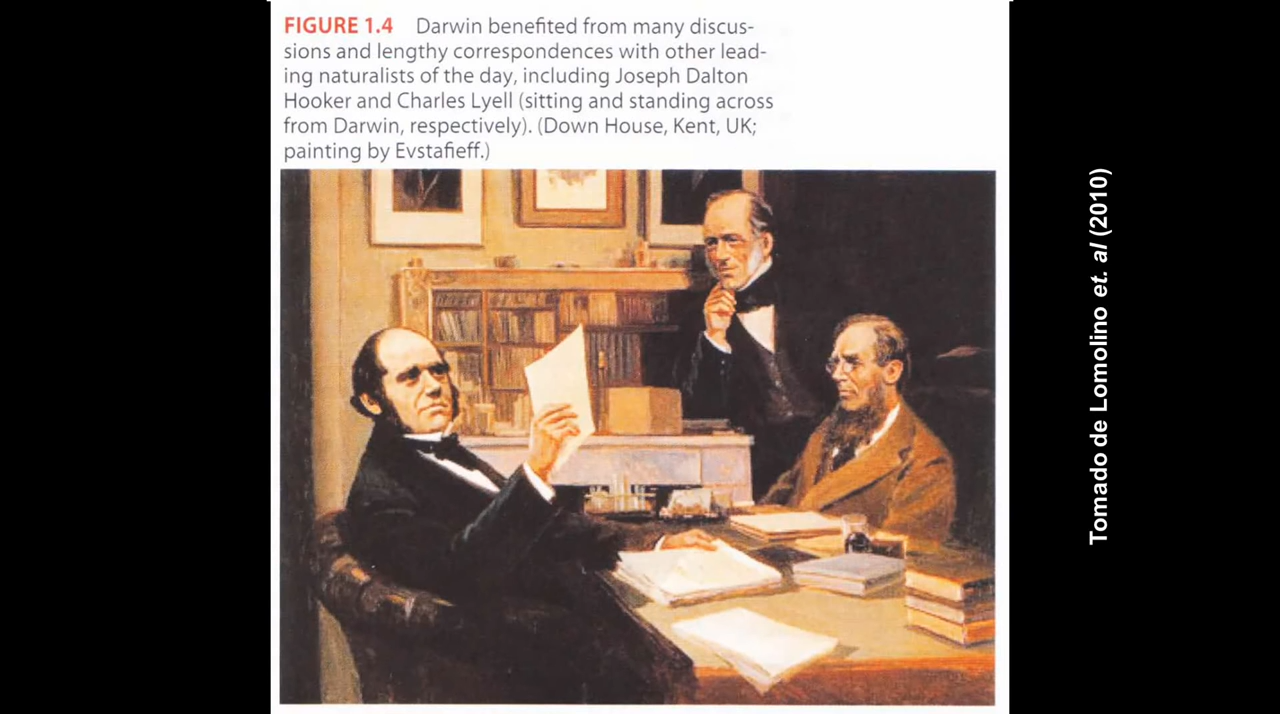 FIGURE 1.4 Darwin benefited from many discus-
sions and lengthy correspondences with other lead-
ing naturalists of the day, including Joseph Dalton
Hooker and Charles Lyell (sitting and standing across
from Darwin, respectively). (Down House, Kent, UK;
painting by Evstafieff.)
Tomado de Lomolino et. al (2010)